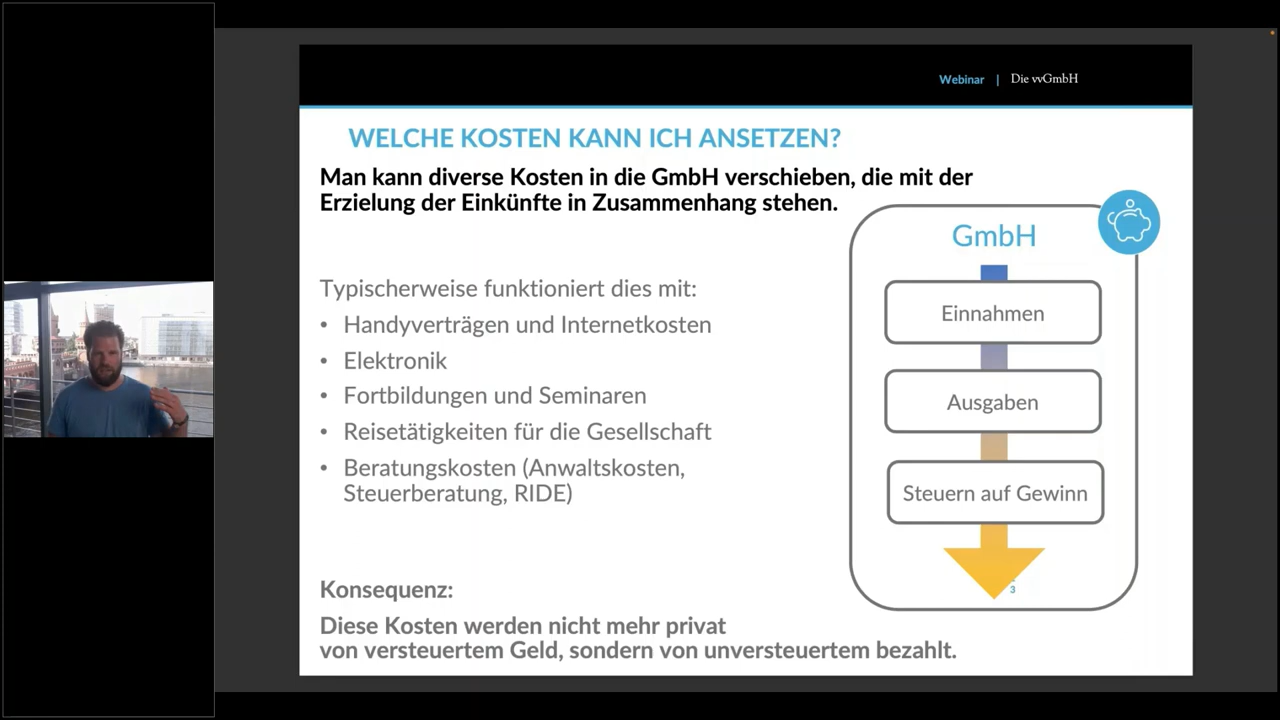 Webinar | Die vvGmbH
WELCHE KOSTEN KANN ICH ANSETZEN?
Man kann diverse Kosten in die GmbH verschieben, die mit der
Erzielung der Einkünfte in Zusammenhang stehen.
GmbH
Typischerweise funktioniert dies mit:
• Handyverträgen und Internetkosten
• Elektronik
• Fortbildungen und Seminaren
• Reisetätigkeiten für die Gesellschaft
• Beratungskosten (Anwaltskosten,
Steuerberatung, RIDE)
Einnahmen
Ausgaben
Steuern auf Gewinn
3
Konsequenz:
Diese Kosten werden nicht mehr privat
von versteuertem Geld, sondern von unversteuertem bezahlt.